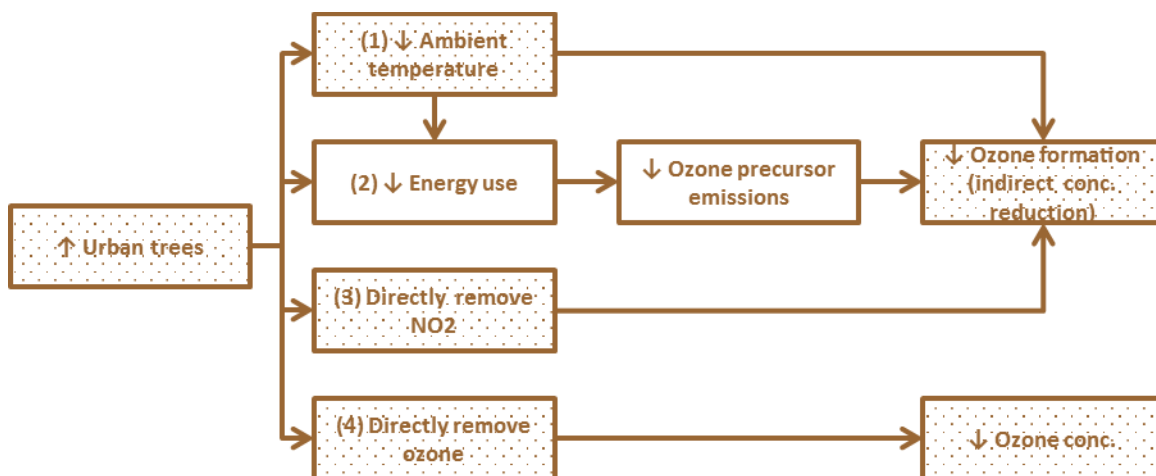 (1) ↓ Ambient
temperature
(2) ↓ Energy use
↓ Ozone precursor
emissions
↓ Ozone formation
(indirect conc.
reduction)
↑ Urban trees
(3) Directly remove
NO2
(4) Directly remove
ozone
↓ Ozone conc.